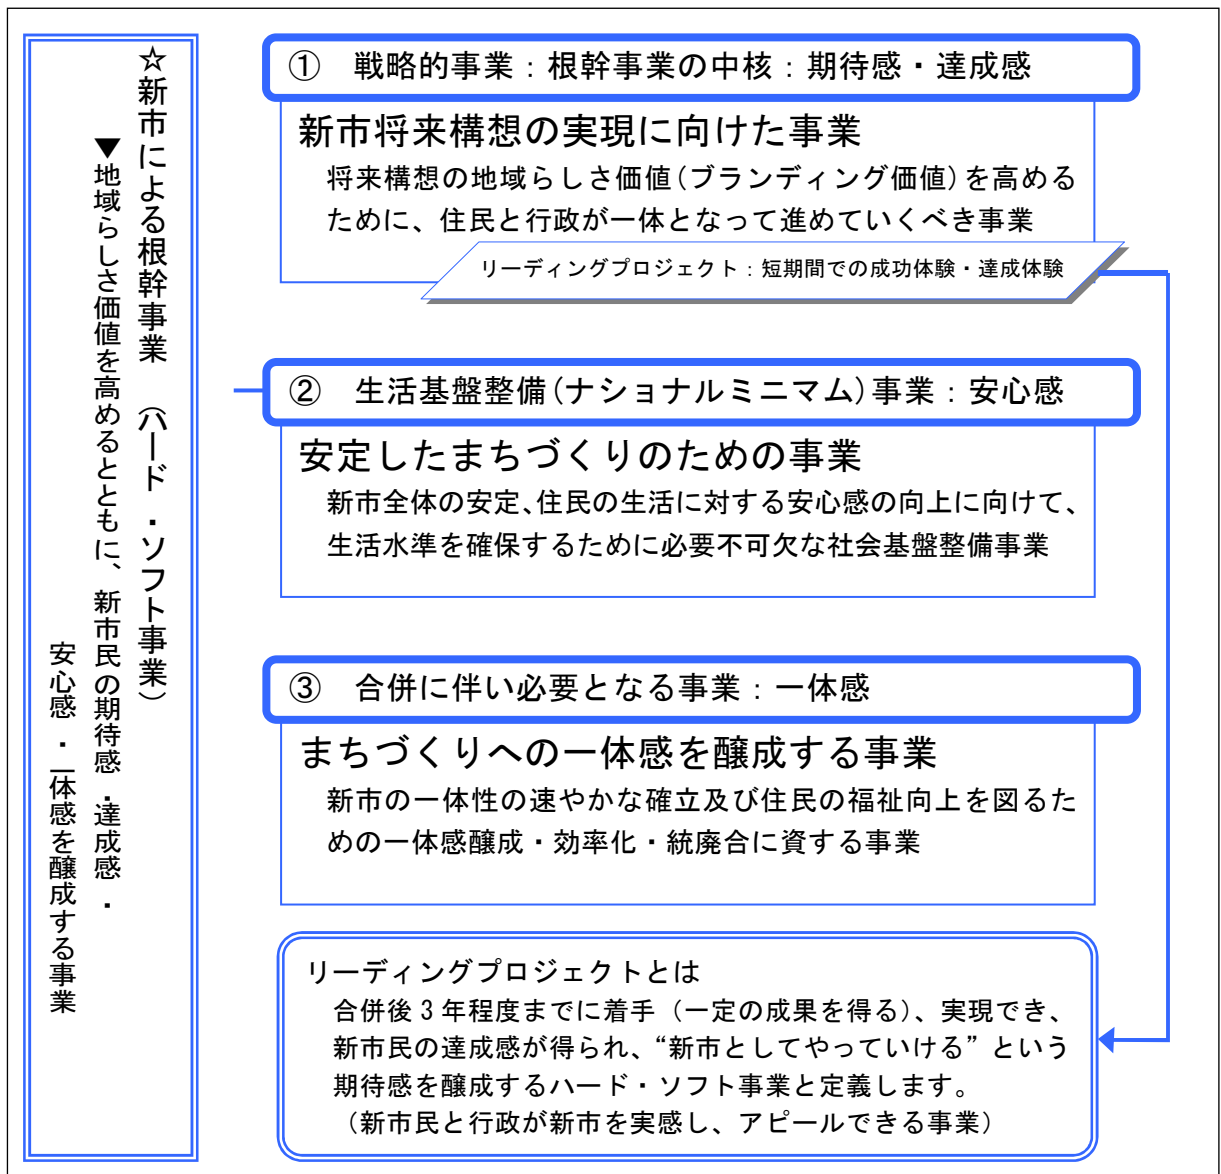 ☆新市による根幹事業　（ハード・ソフト事業）
▼地域らしさ価値を高めるとともに、新市民の期待感・達成感・
安心感・一体感を醸成する事業
①　戦略的事業：根幹事業の中核：期待感・達成感
新市将来構想の実現に向けた事業
将来構想の地域らしさ価値(ブランディング価値)を高める
ために、住民と行政が一体となって進めていくべき事業
リーディングプロジェクト：短期間での成功体験・達成体験
②　生活基盤整備(ナショナルミニマム)事業：安心感
安定したまちづくりのための事業
新市全体の安定、住民の生活に対する安心感の向上に向けて、
生活水準を確保するために必要不可欠な社会基盤整備事業
③　合併に伴い必要となる事業：一体感
まちづくりへの一体感を醸成する事業
新市の一体性の速やかな確立及び住民の福祉向上を図るた
めの一体感醸成・効率化・統廃合に資する事業
リーディングプロジェクトとは
合併後３年程度までに着手（一定の成果を得る）、実現でき、
新市民の達成感が得られ、“新市としてやっていける”という
期待感を醸成するハード・ソフト事業と定義します。
（新市民と行政が新市を実感し、アピールできる事業）